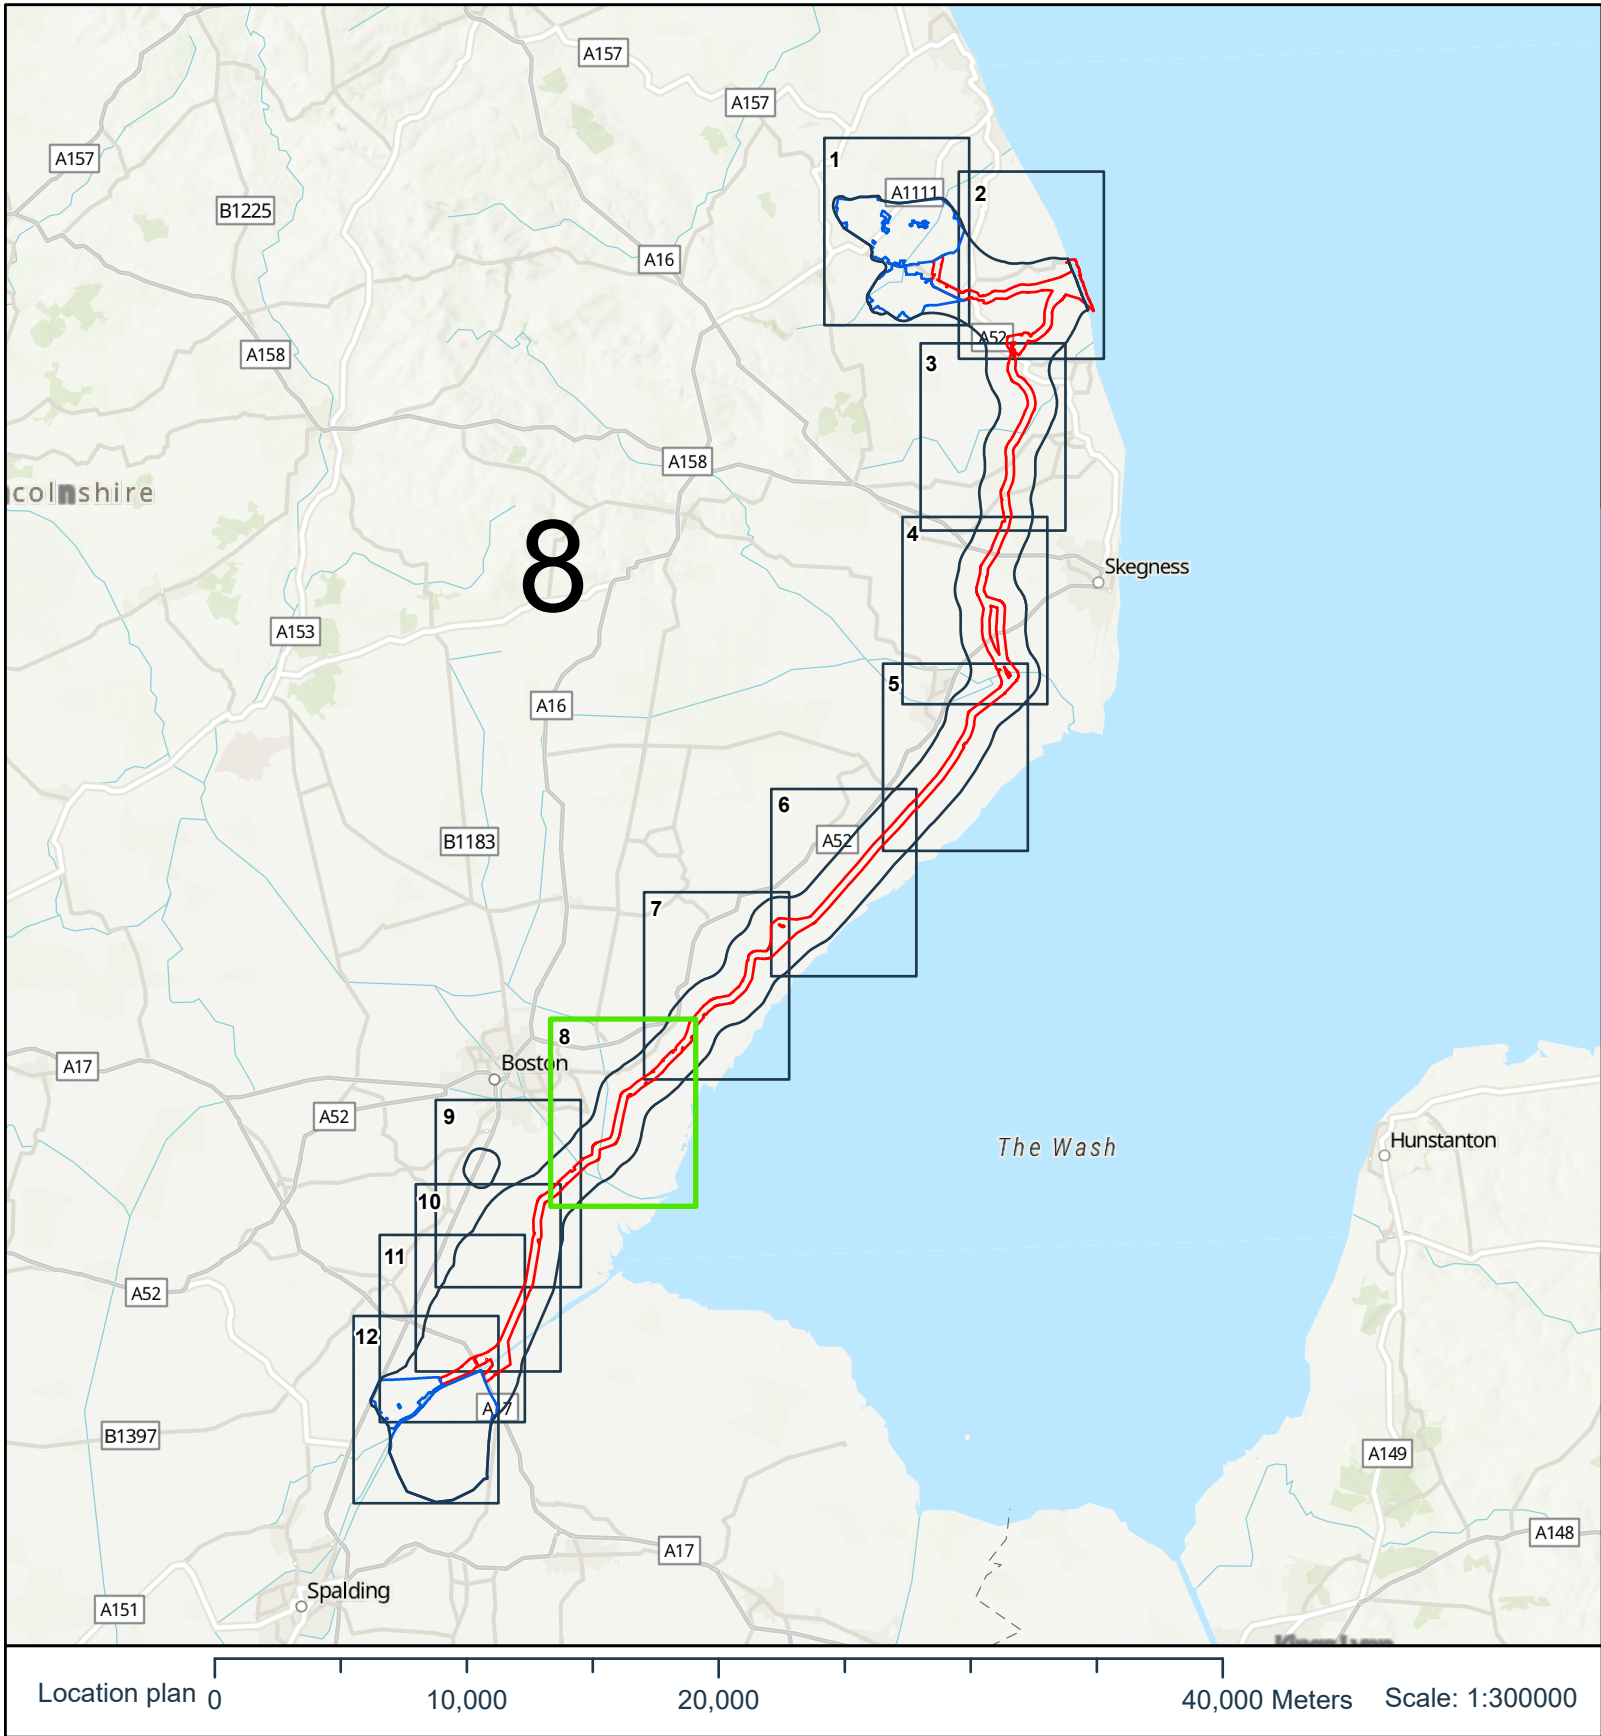 A157
A157
A157
1
A1111
2
B1225
A16
A52
A158
3
A158
colnshire
4
8
Skegness
A153
5
A16
6
B1183
A52
7
8
Boston
A17
9
A52
The Wash
Hunstanton
10
11
A52
12
B1397
A149
A148
A17
Spalding
A151
Location plan 0 10,000 20,000 40,000 Meters Scale: 1:300000